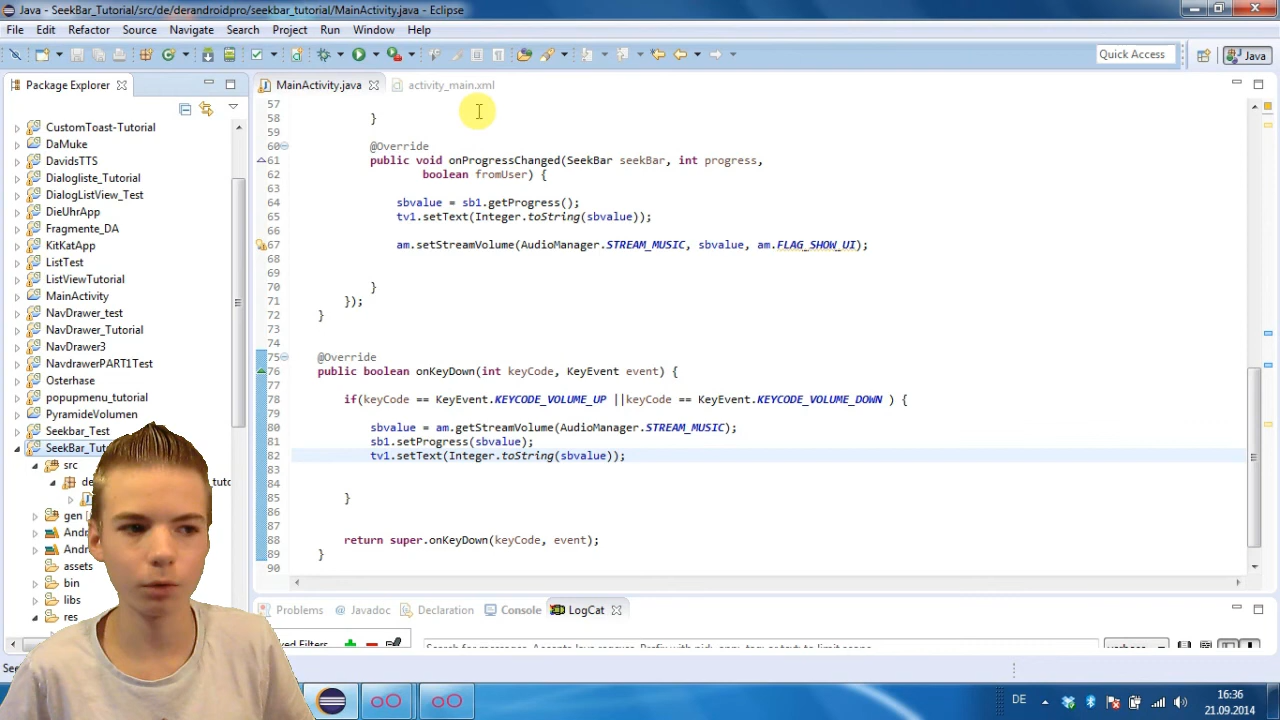 Java - SeekBar_Tutorial/src/de/derandroidpro/seekbar_tutorial/MainActivity.java - Eclipse
File Edit Refactor Source Navigate Search Project Run Window Help
Quick Access
Java
Package Explorer
MainActivity.java
activity_main.xml
CustomToast-Tutorial
DaMuke
DavidsTTS
Dialogliste_Tutorial
DialogListView_Test
DieUhrApp
Fragmente_DA
KitKatApp
ListTest
ListViewTutorial
MainActivity
NavDrawer_test
NavDrawer_Tutorial
NavDrawer3
NavdrawerPART1Test
Osterhase
popupmenu_tutorial
PyramideVolumen
Seekbar_Test
SeekBar_Tu
src
de
tuto
gen
And
And
assets
bin
libs
res
57
58 }
59
60 @Override
61 public void onProgressChanged(SeekBar seekBar, int progress,
62 boolean fromUser) {
63
64 sbvalue = sb1.getProgress();
65 tv1.setText(Integer.toString(sbvalue));
66
67 am.setStreamVolume(AudioManager.STREAM_MUSIC, sbvalue, am.FLAG_SHOW_UI);
68
69
70 }
71 });
72 }
73
74
75 @Override
76 public boolean onKeyDown(int keyCode, KeyEvent event) {
77
78 if(keyCode == KeyEvent.KEYCODE_VOLUME_UP ||keyCode == KeyEvent.KEYCODE_VOLUME_DOWN ) {
79
80 sbvalue = am.getStreamVolume(AudioManager.STREAM_MUSIC);
81 sb1.setProgress(sbvalue);
82 tv1.setText(Integer.toString(sbvalue));
83
84
85 }
86
87
88 return super.onKeyDown(keyCode, event);
89 }
90
Problems @ Javadoc Declaration Console LogCat
Filters
DE
16:36
21.09.2014